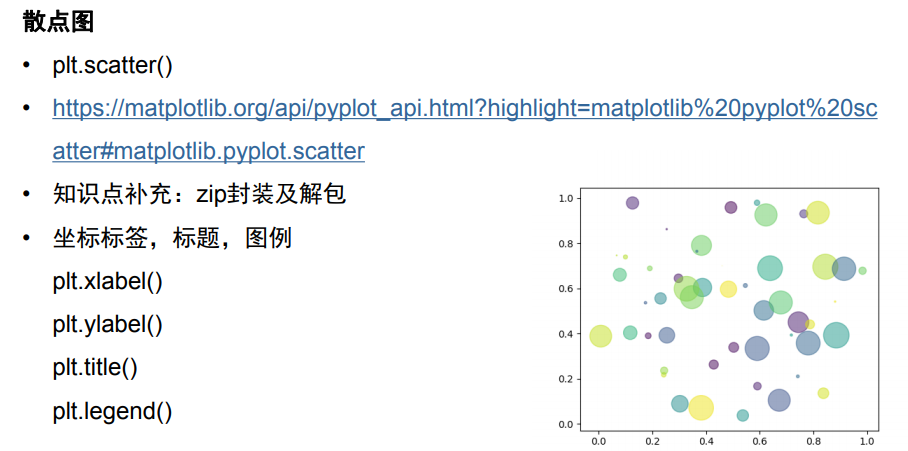 散点图
• plt.scatter()
• https://matplotlib.org/api/pyplot_api.html?highlight=matplotlib%20pyplot%20sc
atter#matplotlib.pyplot.scatter
• 知识点补充：zip封装及解包
• 坐标标签，标题，图例
plt.xlabel()
plt.ylabel()
plt.title()
plt.legend()
1.0
0.8
0.6
0.4
0.2
0.0
0.0 0.2 0.4 0.6 0.8 1.0